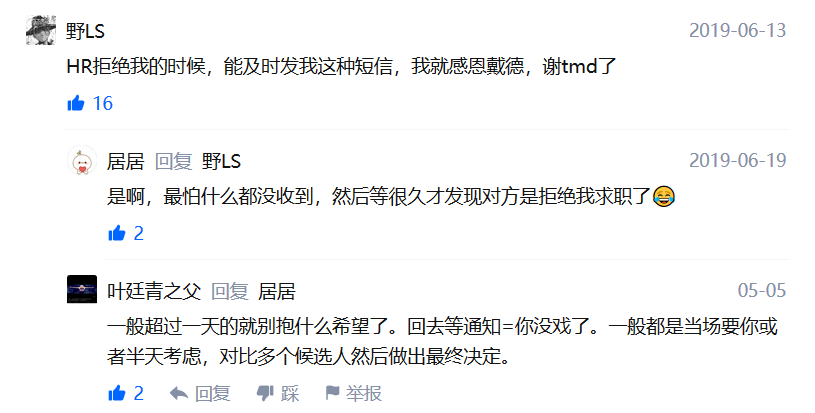 野LS 2019-06-13
HR拒绝我的时候，能及时发我这种短信，我就感恩戴德，谢tmd了
16
居居 回复 野LS 2019-06-19
是啊，最怕什么都没收到，然后等很久才发现对方是拒绝我求职了😂
2
叶廷青之父 回复 居居 05-05
一般超过一天的就别抱什么希望了。回去等通知=你没戏了。一般都是当场要你或
者半天考虑，对比多个候选人然后做出最终决定。
2 回复 踩 举报